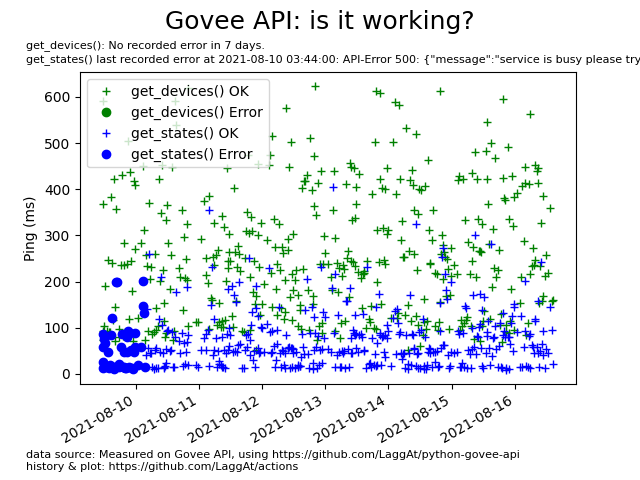 Govee API: is it working?
get_devices(): No recorded error in 7 days.
get_states() last recorded error at 2021-08-10 03:44:00: API-Error 500: {"message":"service is busy please try
get_devices() OK
get_devices() Error
get_states() OK
get_states() Error
Ping (ms)
600
500
400
300
200
100
0
2021-08-10
2021-08-11
2021-08-12
2021-08-13
2021-08-14
2021-08-15
2021-08-16
data source: Measured on Govee API, using https://github.com/LaggAt/python-govee-api
history & plot: https://github.com/LaggAt/actions